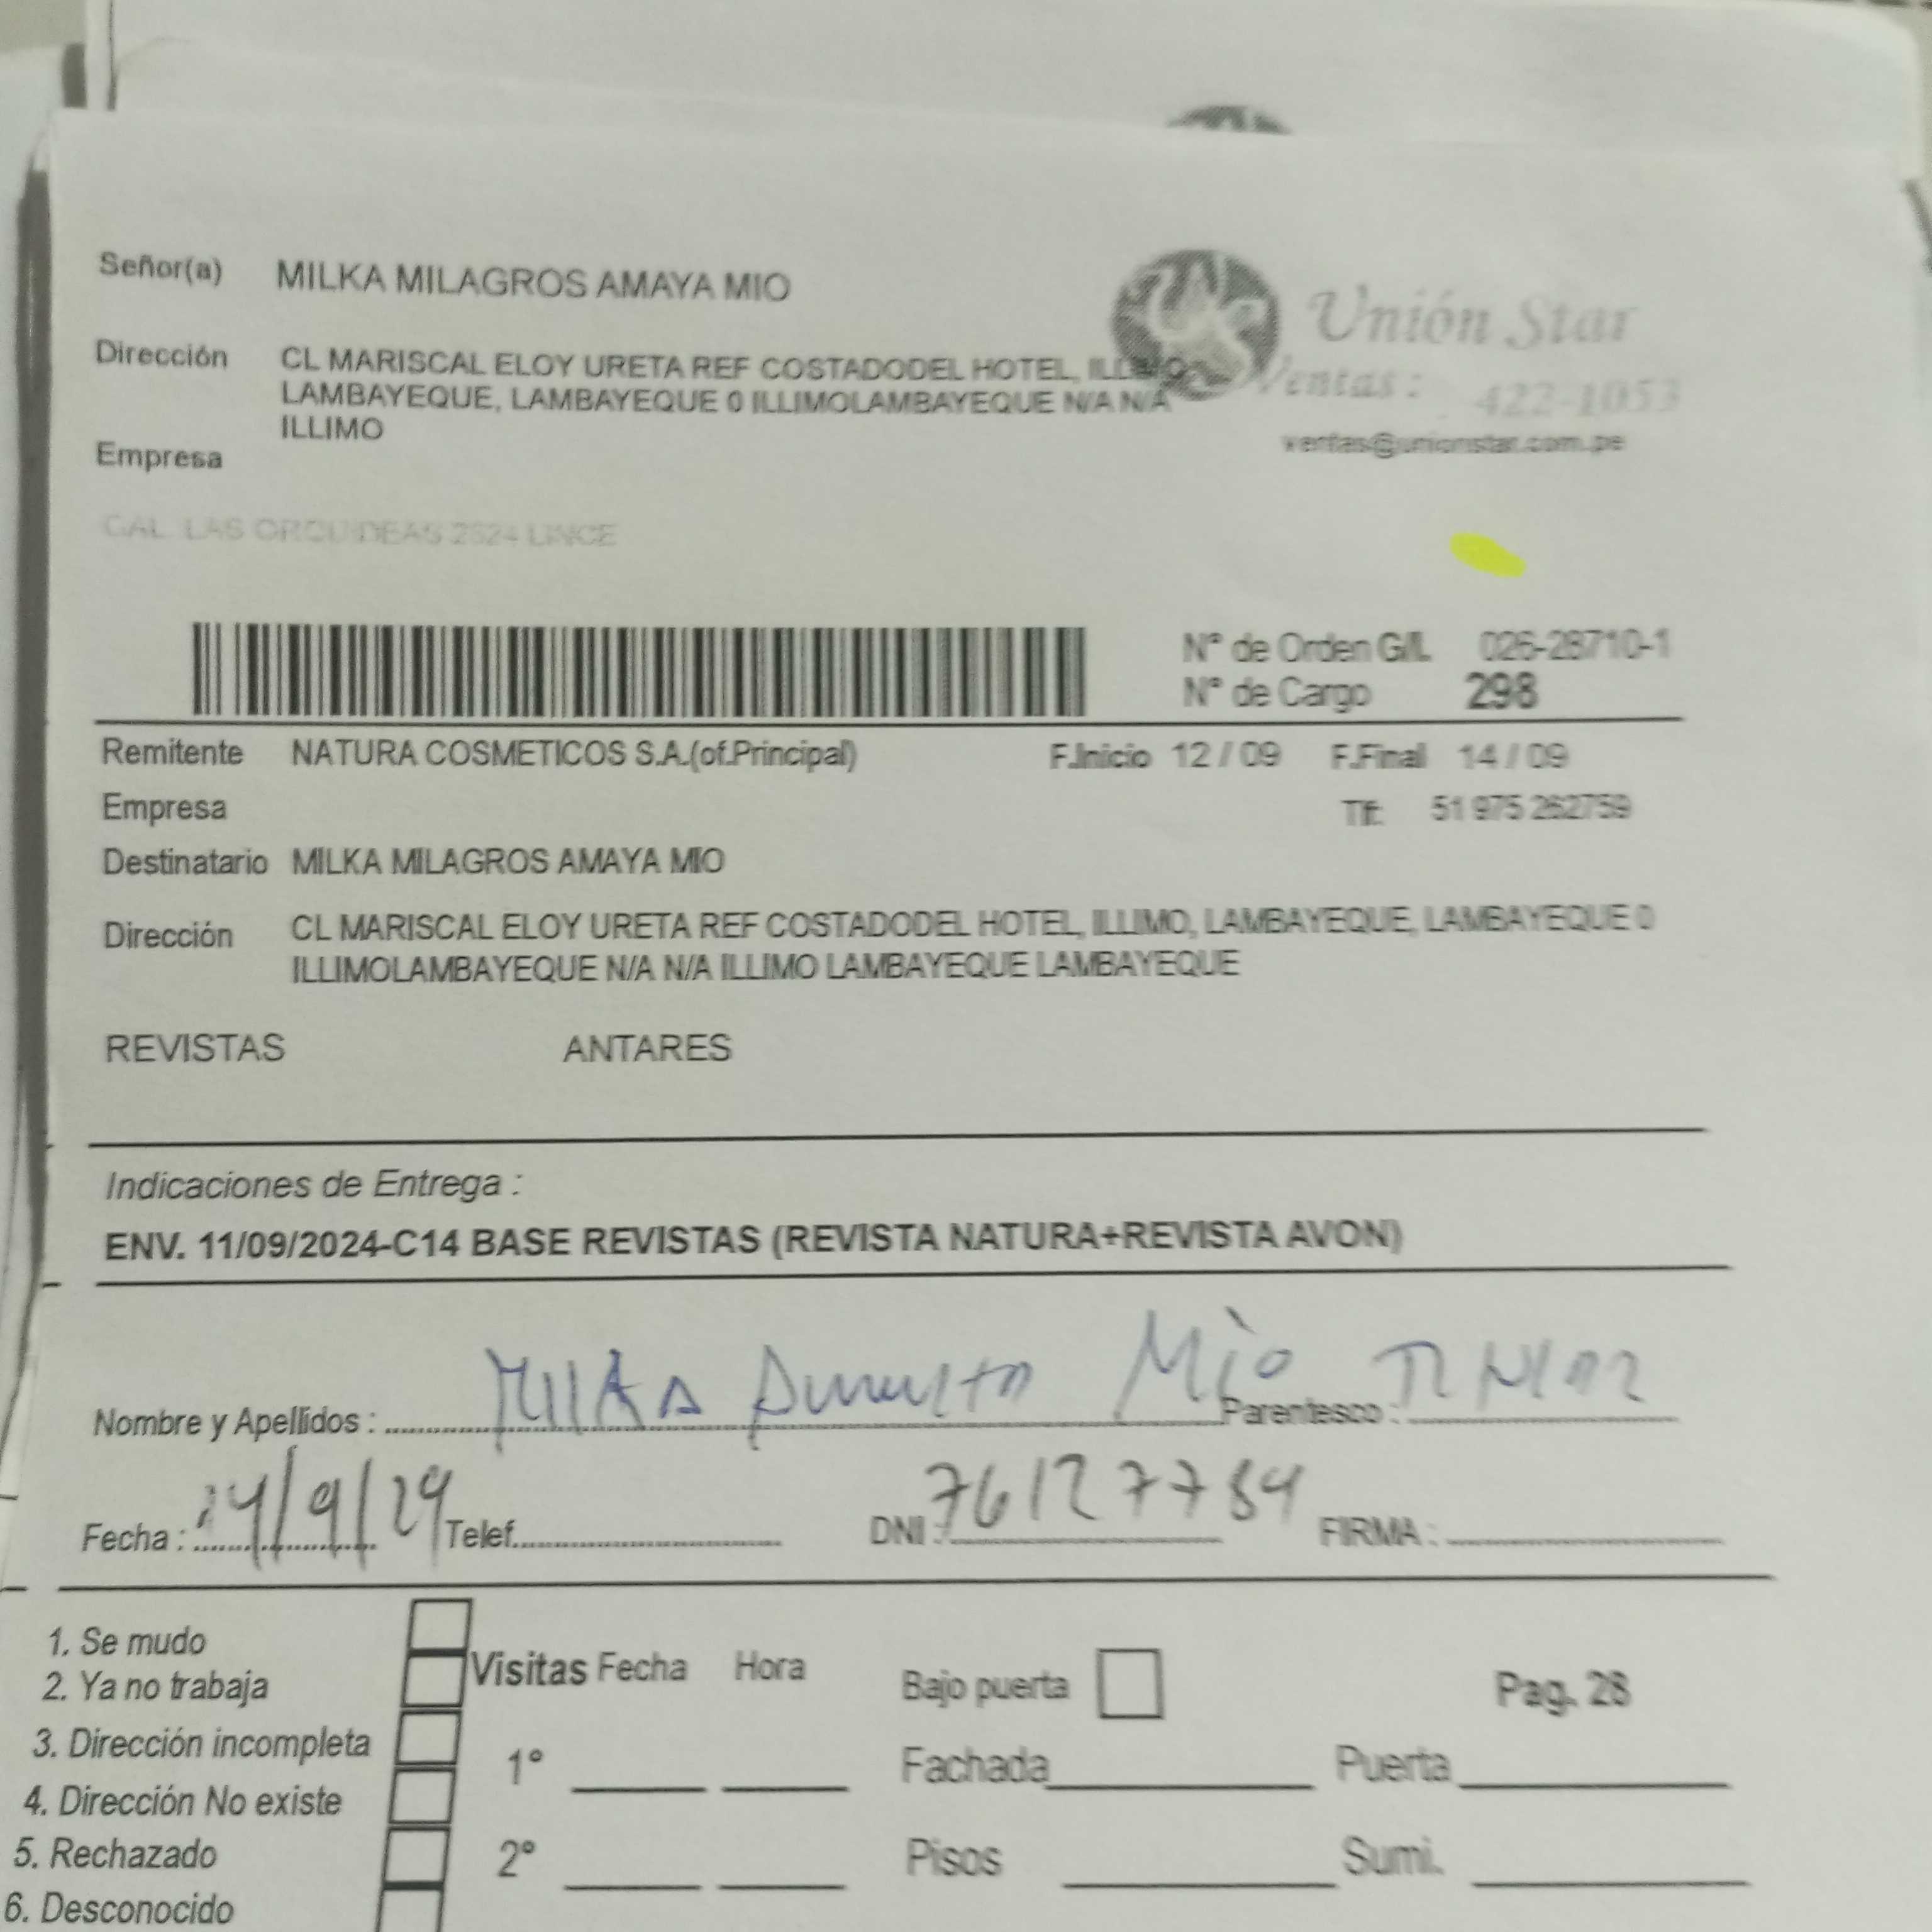 Señor(a) MILKA MILAGROS AMAYA MIO
Unión Star
Dirección CL MARISCAL ELOY URETA REF COSTADODEL HOTEL, ILLIMO
LAMBAYEQUE, LAMBAYEQUE 0 ILLIMOLAMBAYEQUE N/A N/A
ILLIMO
Ventas : 422-1053
ventas@unionstar.com.pe
Empresa
CAL. LAS ORQUIDEAS 2624 LINCE
N° de Orden G/L 026-28710-1
N° de Cargo 298
Remitente NATURA COSMETICOS S.A.(of.Principal) F.Inicio 12 / 09 F.Final 14 / 09
Empresa Tlf: 51 975 262759
Destinatario MILKA MILAGROS AMAYA MIO
Dirección CL MARISCAL ELOY URETA REF COSTADODEL HOTEL, ILLIMO, LAMBAYEQUE, LAMBAYEQUE 0
ILLIMOLAMBAYEQUE N/A N/A ILLIMO LAMBAYEQUE LAMBAYEQUE
REVISTAS ANTARES
Indicaciones de Entrega :
ENV. 11/09/2024-C14 BASE REVISTAS (REVISTA NATURA+REVISTA AVON)
Nombre y Apellidos : Milka Mio Parentesco :
Fecha : 14/9/24 Telef. DNI : 76127784 FIRMA :
1. Se mudo
2. Ya no trabaja
3. Dirección incompleta
4. Dirección No existe
5. Rechazado
6. Desconocido
Visitas Fecha Hora
1°
2°
Bajo puerta Pag. 28
Fachada Puerta
Pisos Sumi.